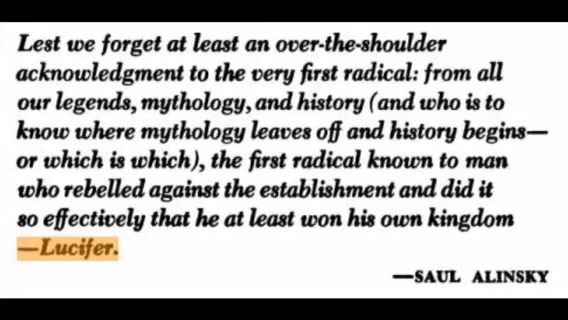 Lest we forget at least an over-the-shoulder
acknowledgment to the very first radical: from all
our legends, mythology, and history (and who is to
know where mythology leaves off and history begins—
or which is which), the first radical known to man
who rebelled against the establishment and did it
so effectively that he at least won his own kingdom
—Lucifer.
—SAUL ALINSKY